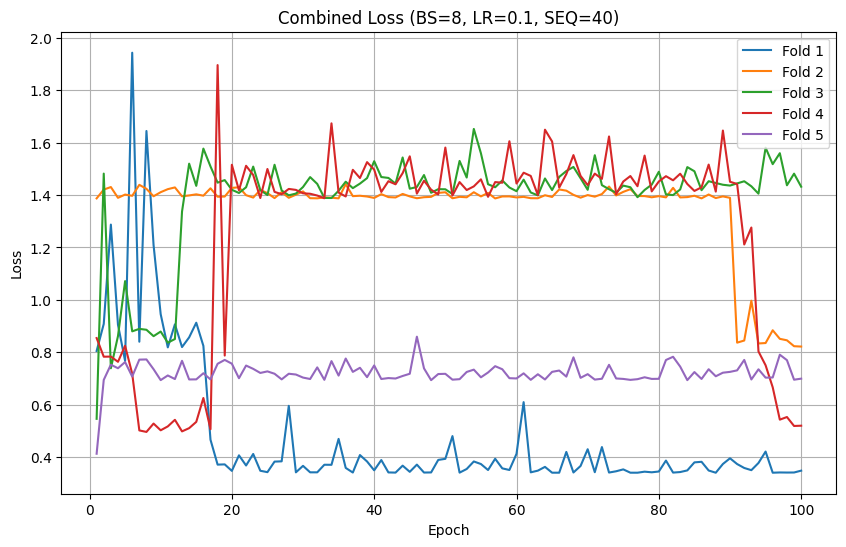 Combined Loss (BS=8, LR=0.1, SEQ=40)
Loss
2.0
1.8
1.6
1.4
1.2
1.0
0.8
0.6
0.4
Fold 1
Fold 2
Fold 3
Fold 4
Fold 5
0 20 40 60 80 100
Epoch